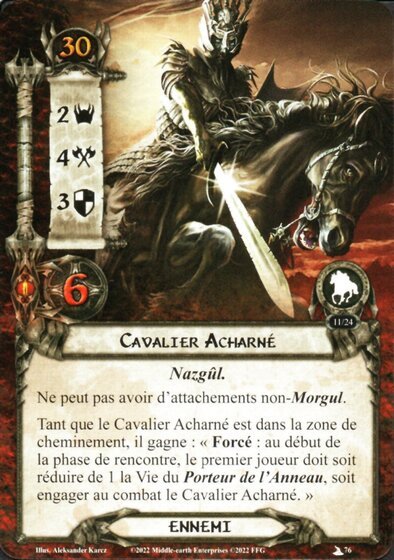 30
2
4
3
6
11/24
Cavalier Acharné
Nazgûl.
Ne peut pas avoir d'attachements non-Morgul.
Tant que le Cavalier Acharné est dans la zone de
cheminement, il gagne : « Forcé : au début de
la phase de rencontre, le premier joueur doit soit
réduire de 1 la Vie du Porteur de l'Anneau, soit
engager au combat le Cavalier Acharné. »
ENNEMI
Illus. Aleksander Karcz ©2022 Middle-earth Enterprises ©2022 FFG 76